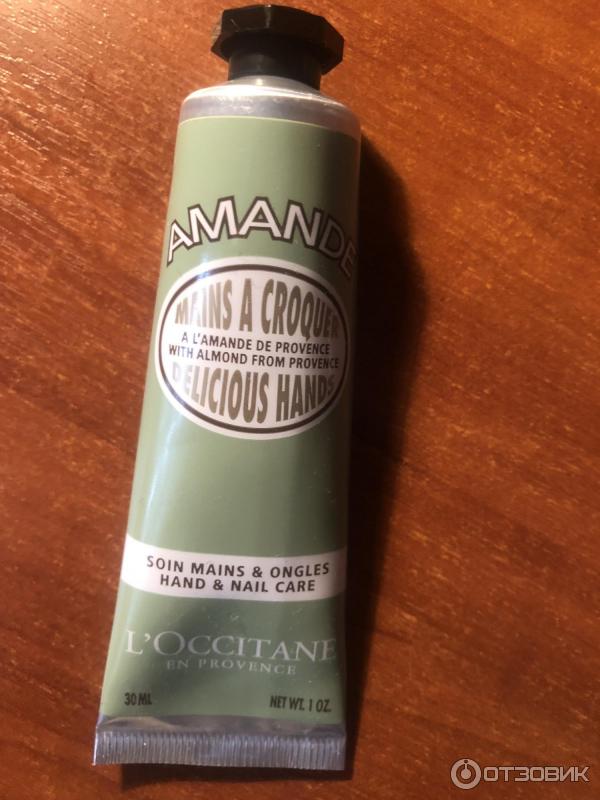 AMANDE
MAINS A CROQUER
A L'AMANDE DE PROVENCE
WITH ALMOND FROM PROVENCE
DELICIOUS HANDS
SOIN MAINS & ONGLES
HAND & NAIL CARE
L'OCCITANE
EN PROVENCE
30 ML NET WT. 1 OZ.
ОТЗОВИК